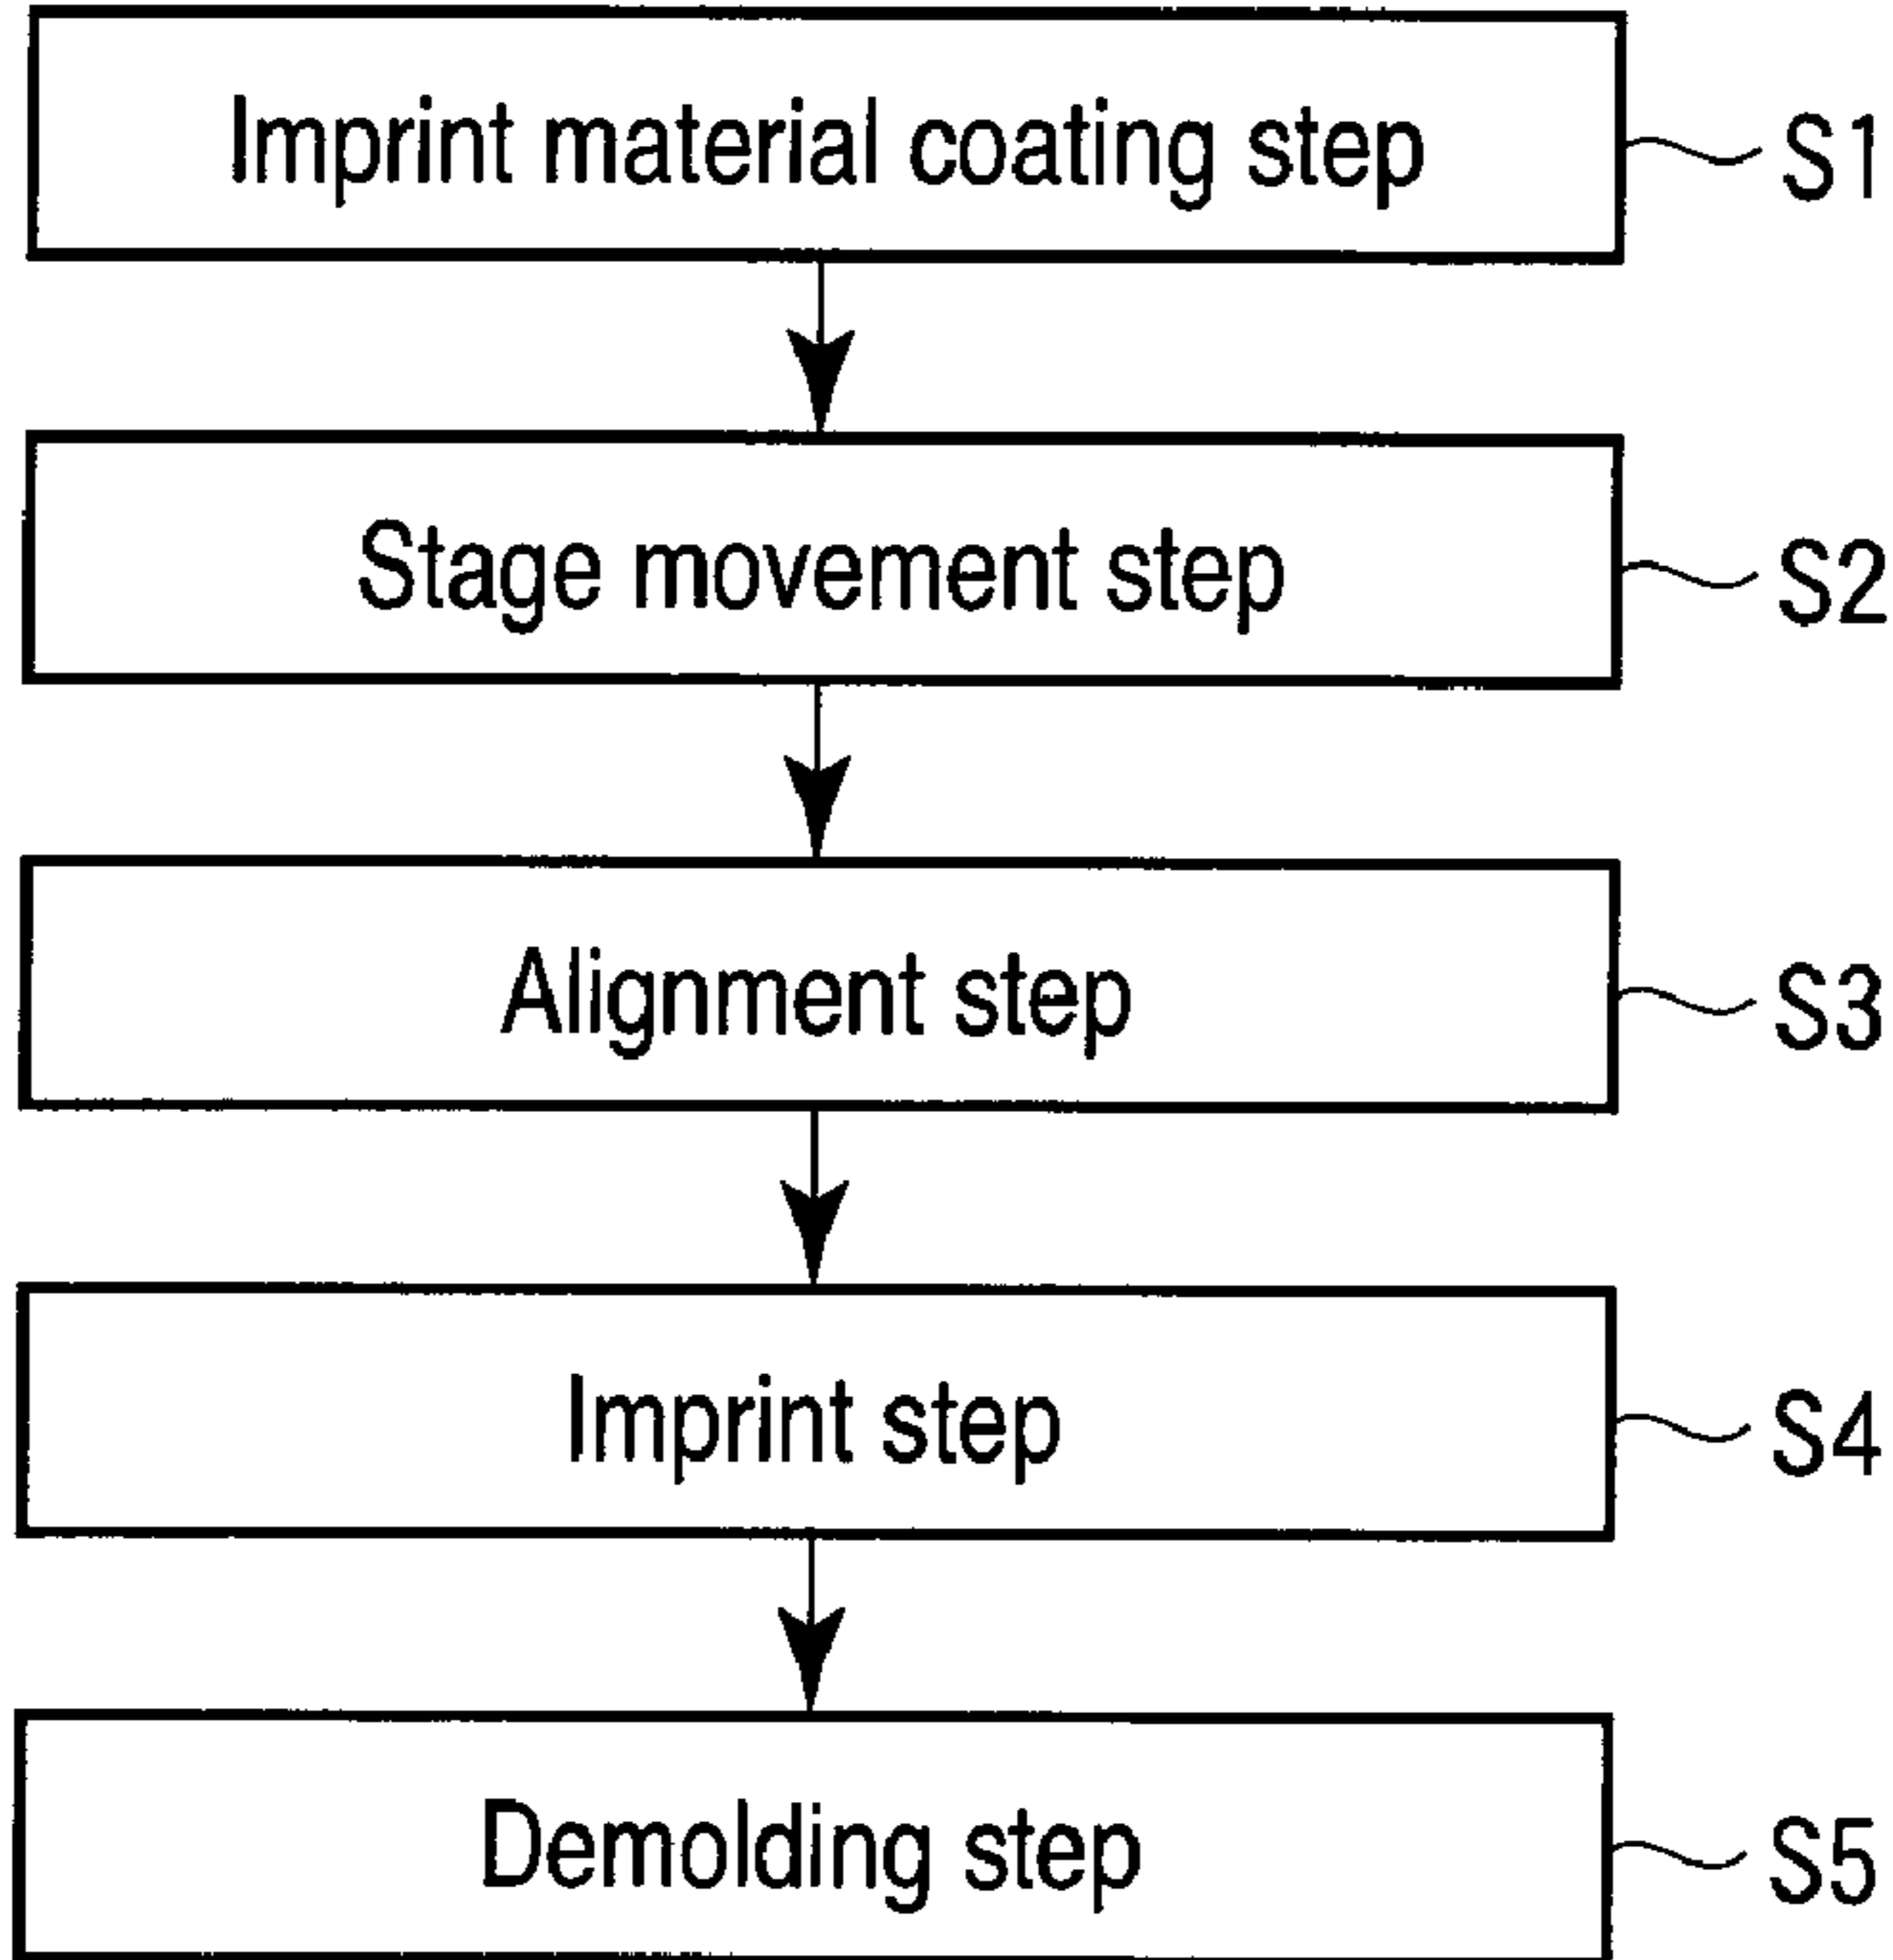 Imprint material coating step S1
Stage movement step S2
Alignment step S3
Imprint step S4
Demolding step S5